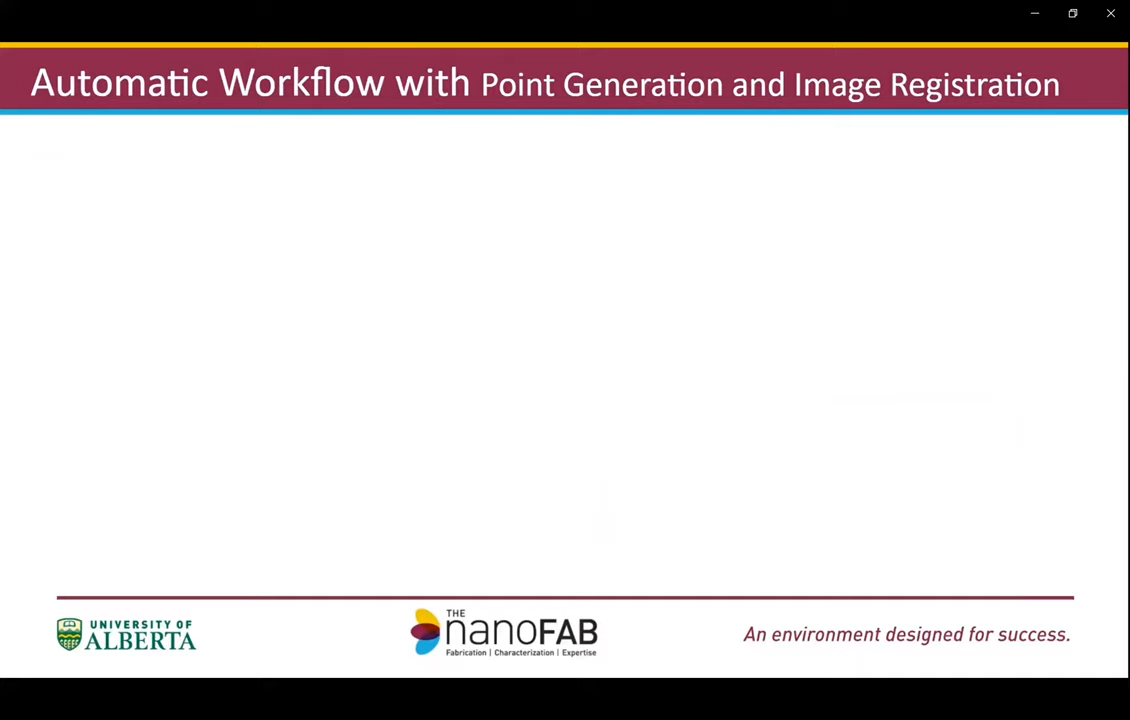 Automatic Workflow with Point Generation and Image Registration
UNIVERSITY OF
ALBERTA
THE
nanoFAB
Fabrication | Characterization | Expertise
An environment designed for success.